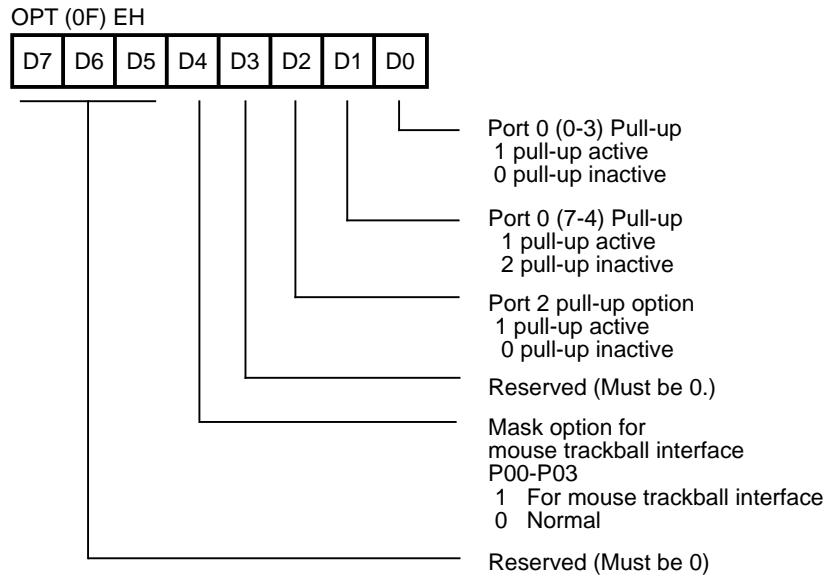 OPT (0F) EH
D7 D6 D5 D4 D3 D2 D1 D0
Port 0 (0-3) Pull-up
1 pull-up active
0 pull-up inactive
Port 0 (7-4) Pull-up
1 pull-up active
2 pull-up inactive
Port 2 pull-up option
1 pull-up active
0 pull-up inactive
Reserved (Must be 0.)
Mask option for
mouse trackball interface
P00-P03
1 For mouse trackball interface
0 Normal
Reserved (Must be 0)